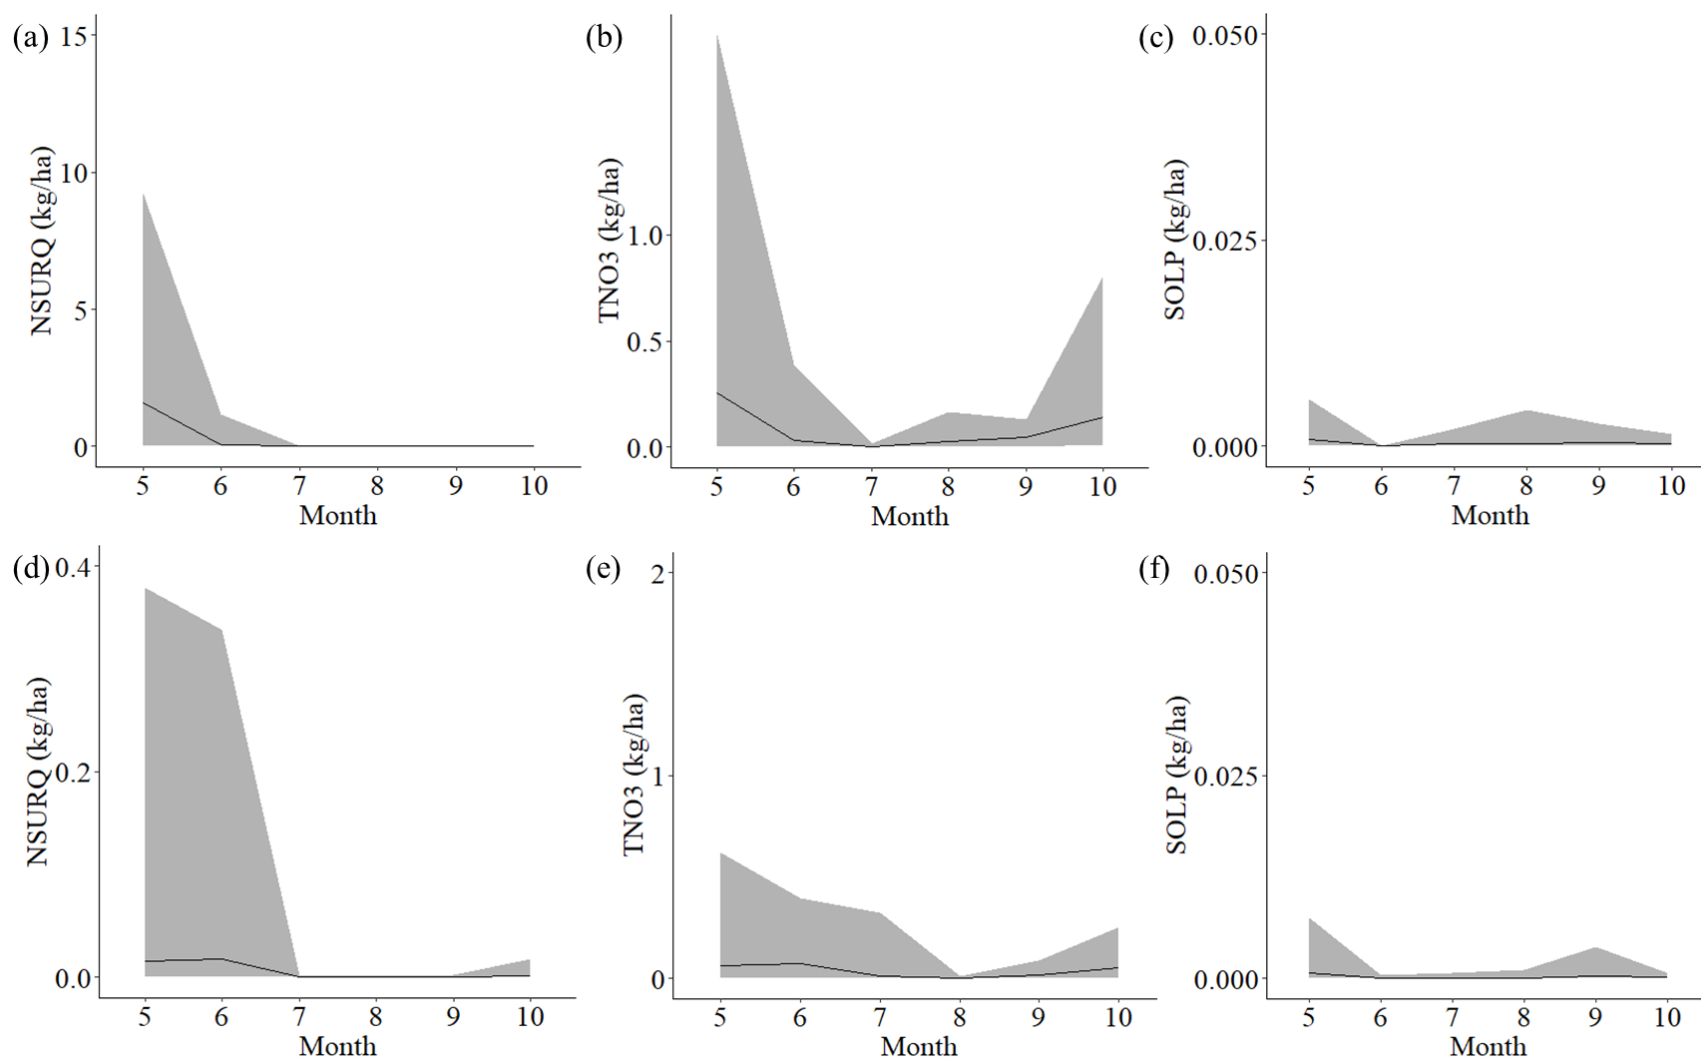 (a)
15
10
5
0
NSURQ (kg/ha)
5 6 7 8 9 10
Month
(b)
1.0
0.5
0.0
TNO3 (kg/ha)
5 6 7 8 9 10
Month
(c)
0.050
0.025
0.000
SOLP (kg/ha)
5 6 7 8 9 10
Month
(d)
0.4
0.2
0.0
NSURQ (kg/ha)
5 6 7 8 9 10
Month
(e)
2
1
0
TNO3 (kg/ha)
5 6 7 8 9 10
Month
(f)
0.050
0.025
0.000
SOLP (kg/ha)
5 6 7 8 9 10
Month